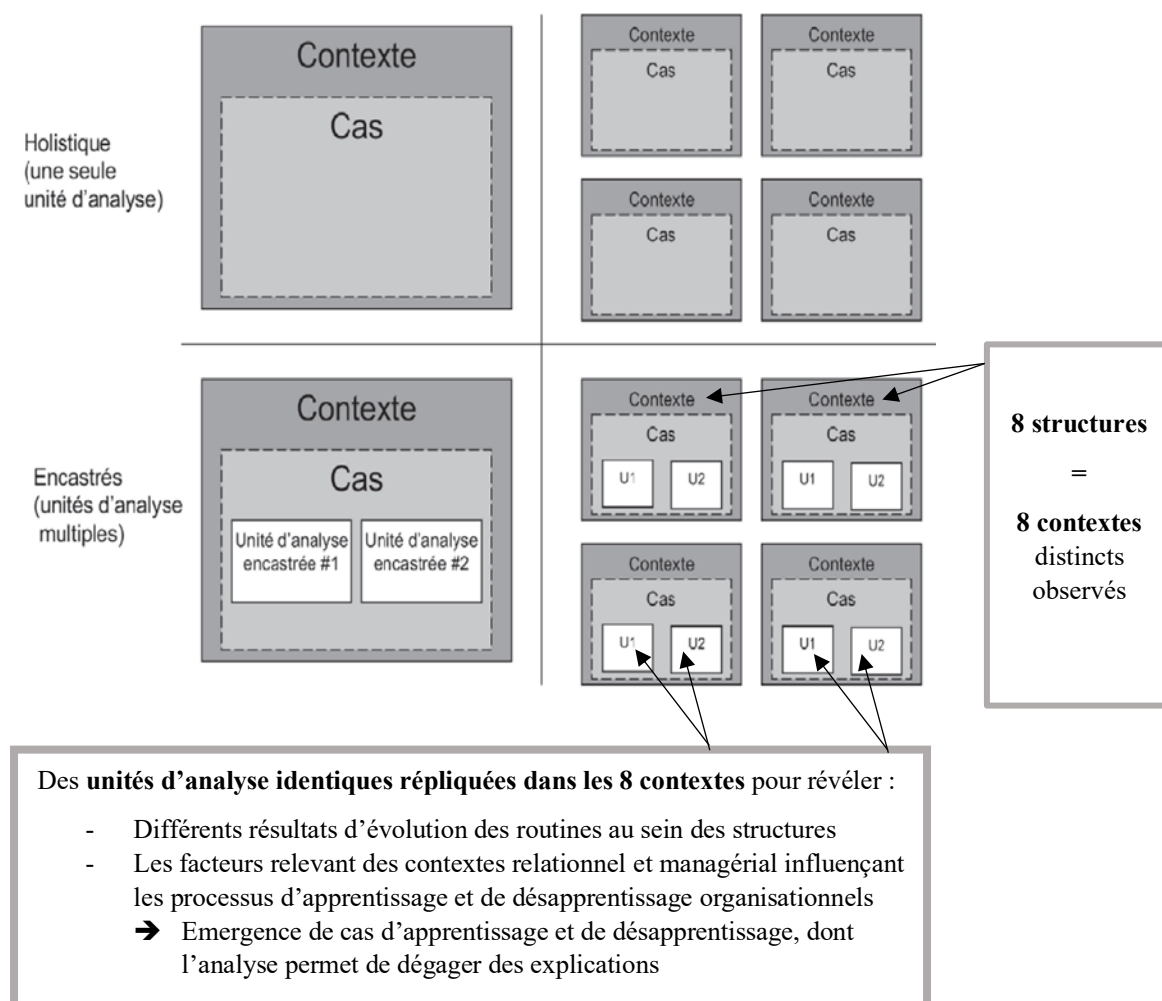 Contexte
Cas
Contexte
Cas
Contexte
Cas
Holistique
(une seule
unité d'analyse)
Contexte
Cas
Contexte
Cas
Contexte
Cas
Encastrés
(unités d'analyse
multiples)
Unité d'analyse
encastrée #1
Unité d'analyse
encastrée #2
Contexte
Cas
U1
U2
Contexte
Cas
U1
U2
Contexte
Cas
U1
U2
Contexte
Cas
U1
U2
8 structures
=
8 contextes
distincts
observés
Des unités d'analyse identiques répliquées dans les 8 contextes pour révéler :
- Différents résultats d'évolution des routines au sein des structures
- Les facteurs relevant des contextes relationnel et managérial influençant
les processus d'apprentissage et de désapprentissage organisationnels
➔ Emergence de cas d'apprentissage et de désapprentissage, dont
l'analyse permet de dégager des explications